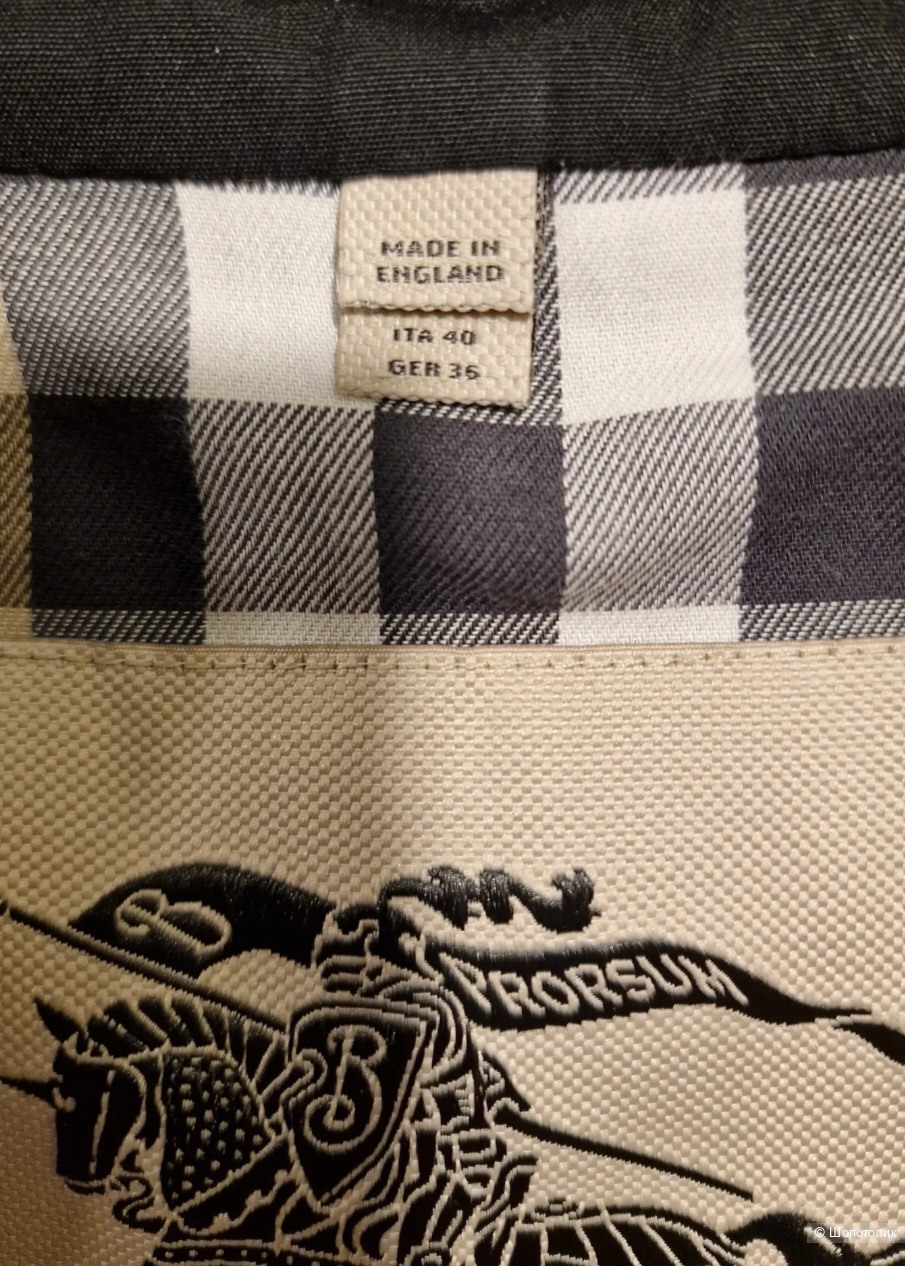 MADE IN
ENGLAND
ITA 40
GER 36
B
PRORSUM
B
© Шопоголик